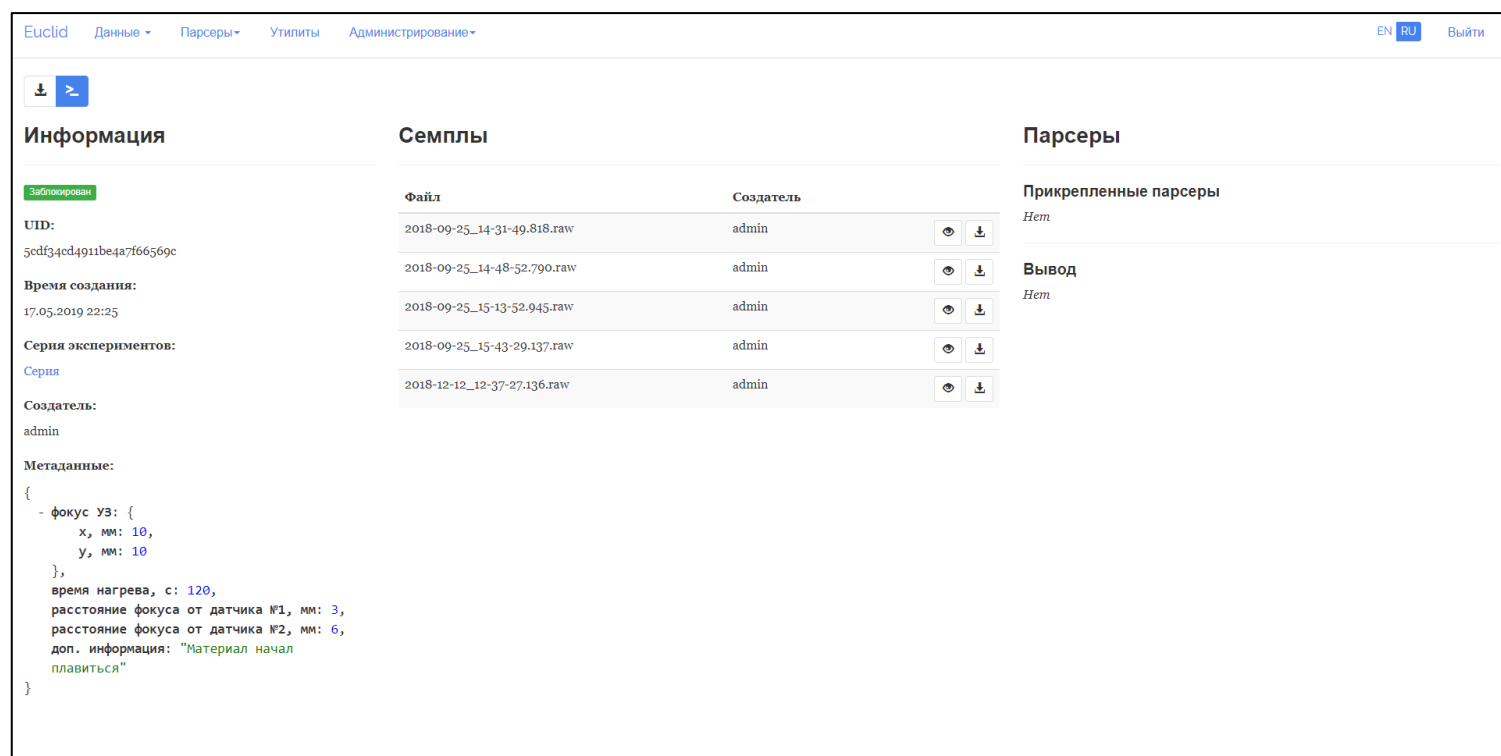 Euclid Данные Парсеры Утилиты Администрирование EN RU Выйти
Информация
Заблокирован
UID:
5cdf34cd4911be4a7f66569c
Время создания:
17.05.2019 22:25
Серия экспериментов:
Серия
Создатель:
admin
Метаданные:
{
- фокус УЗ: {
x, мм: 10,
y, мм: 10
},
время нагрева, с: 120,
расстояние фокуса от датчика №1, мм: 3,
расстояние фокуса от датчика №2, мм: 6,
доп. информация: "Материал начал
плавиться"
}
Семплы
Файл Создатель
2018-09-25_14-31-49.818.raw admin
2018-09-25_14-48-52.790.raw admin
2018-09-25_15-13-52.945.raw admin
2018-09-25_15-43-29.137.raw admin
2018-12-12_12-37-27.136.raw admin
Парсеры
Прикрепленные парсеры
Нет
Вывод
Нет